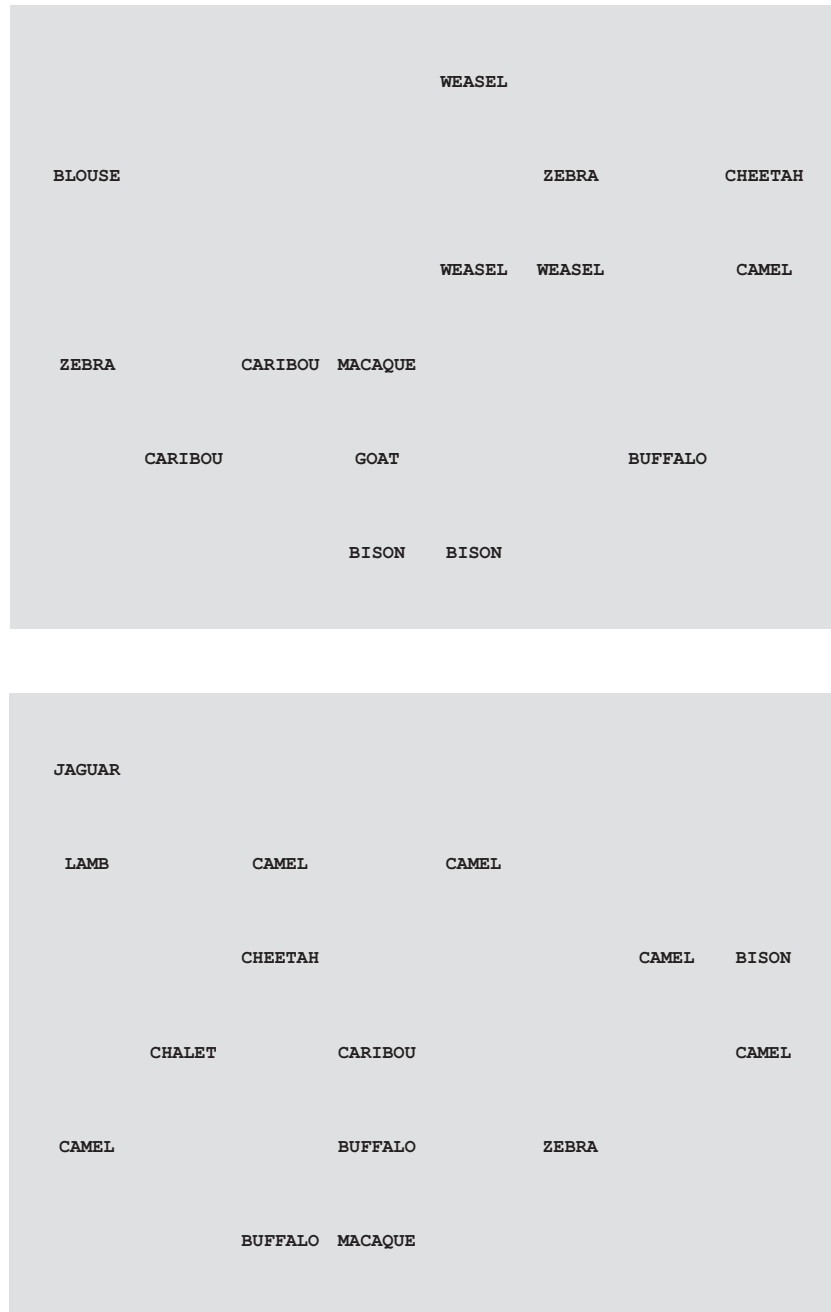 WEASEL
BLOUSE ZEBRA CHEETAH
WEASEL WEASEL CAMEL
ZEBRA CARIBOU MACAQUE
CARIBOU GOAT BUFFALO
BISON BISON
JAGUAR
LAMB CAMEL CAMEL
CHEETAH CAMEL BISON
CHALET CARIBOU CAMEL
CAMEL BUFFALO ZEBRA
BUFFALO MACAQUE